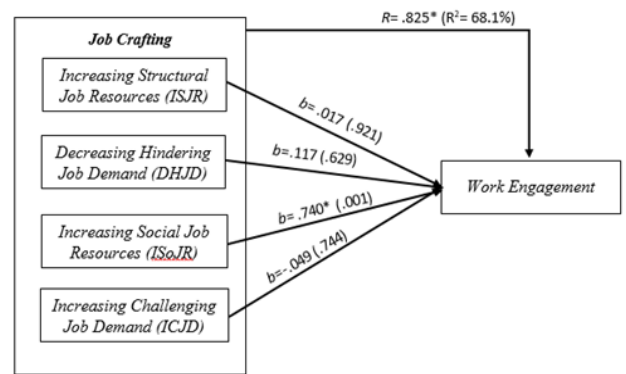 R= .825* (R²= 68.1%)
Job Crafting
Increasing Structural
Job Resources (ISJR)
b= .017 (.921)
Decreasing Hindering
Job Demand (DHJD)
b=.117 (.629)
Work Engagement
Increasing Social Job
Resources (ISoJR)
b= .740* (.001)
Increasing Challenging
Job Demand (ICJD)
b=-.049 (.744)